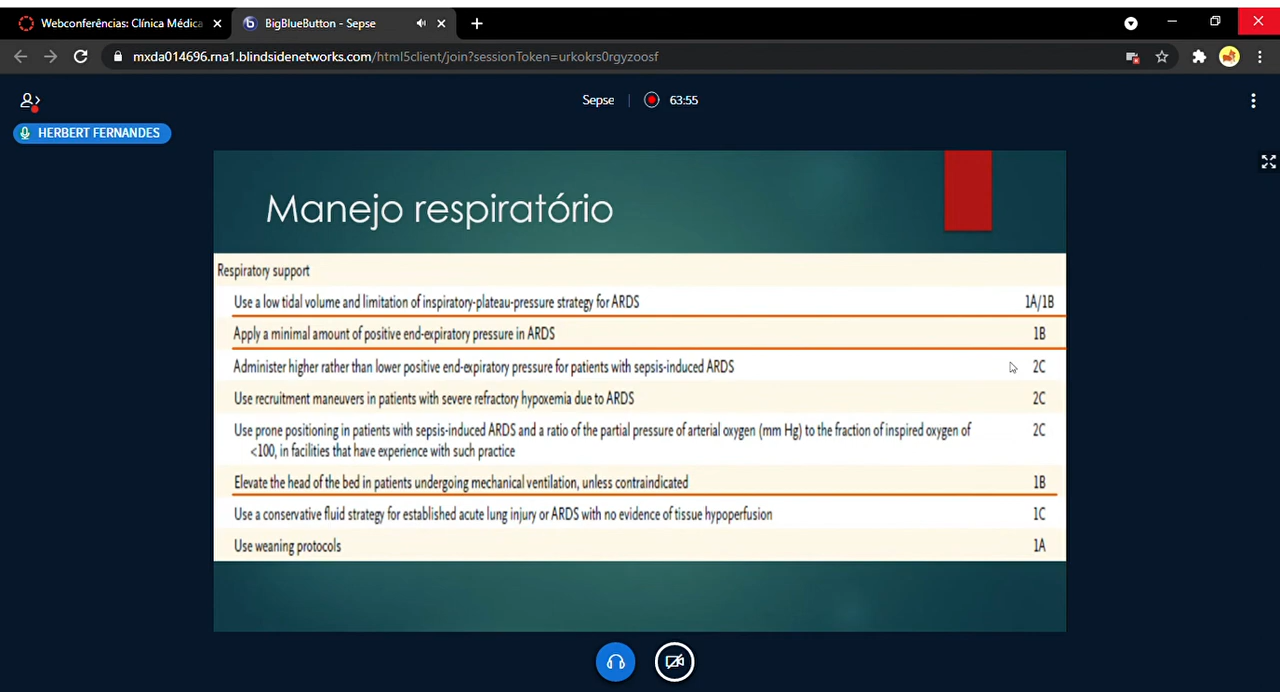 Webconferências: Clínica Médica
BigBlueButton - Sepse
mxda014696.rna1.blindsidenetworks.com/html5client/join?sessionToken=urkokrs0rgyzoosf
Sepse
63:55
HERBERT FERNANDES
Manejo respiratório
Respiratory support
Use a low tidal volume and limitation of inspiratory-plateau-pressure strategy for ARDS 1A/1B
Apply a minimal amount of positive end-expiratory pressure in ARDS 1B
Administer higher rather than lower positive end-expiratory pressure for patients with sepsis-induced ARDS 2C
Use recruitment maneuvers in patients with severe refractory hypoxemia due to ARDS 2C
Use prone positioning in patients with sepsis-induced ARDS and a ratio of the partial pressure of arterial oxygen (mm Hg) to the fraction of inspired oxygen of 2C
<100, in facilities that have experience with such practice
Elevate the head of the bed in patients undergoing mechanical ventilation, unless contraindicated 1B
Use a conservative fluid strategy for established acute lung injury or ARDS with no evidence of tissue hypoperfusion 1C
Use weaning protocols 1A